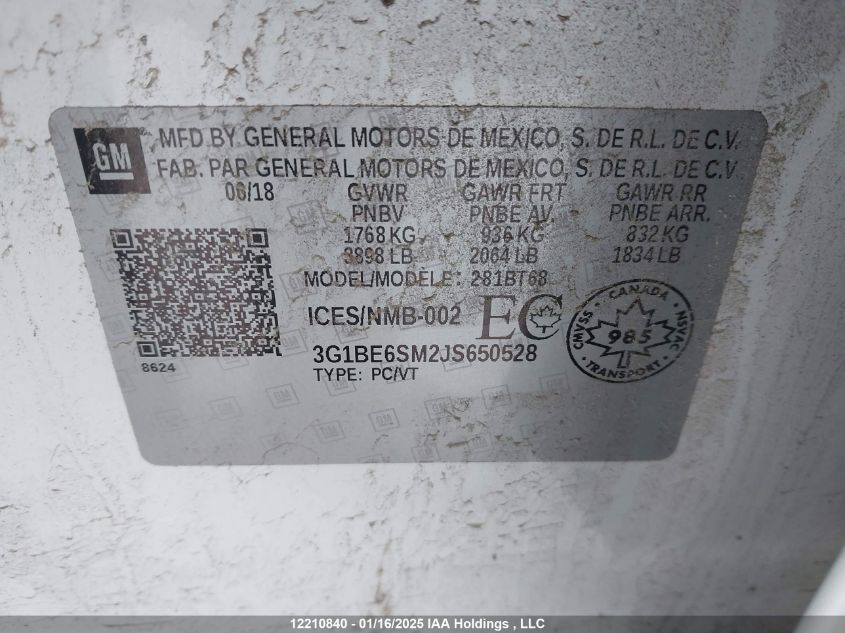 GM
MFD. BY GENERAL MOTORS DE MEXICO, S. DE R.L. DE C.V.
FAB. PAR GENERAL MOTORS DE MEXICO, S. DE R.L. DE C.V
06/18 GVWR GAWR FRT GAWR RR
PNBV PNBE AV. PNBE ARR.
1768 KG 936 KG 832 KG
3898 LB 2064 LB 1834 LB
MODEL/MODÈLE: 281BT68
ICES/NMB-002 EC
3G1BE6SM2JS650528
TYPE: PC/VT
8624
CANADA
CMVSS 985 NSVAC
TRANSPORT
12210840 - 01/16/2025 IAA Holdings , LLC